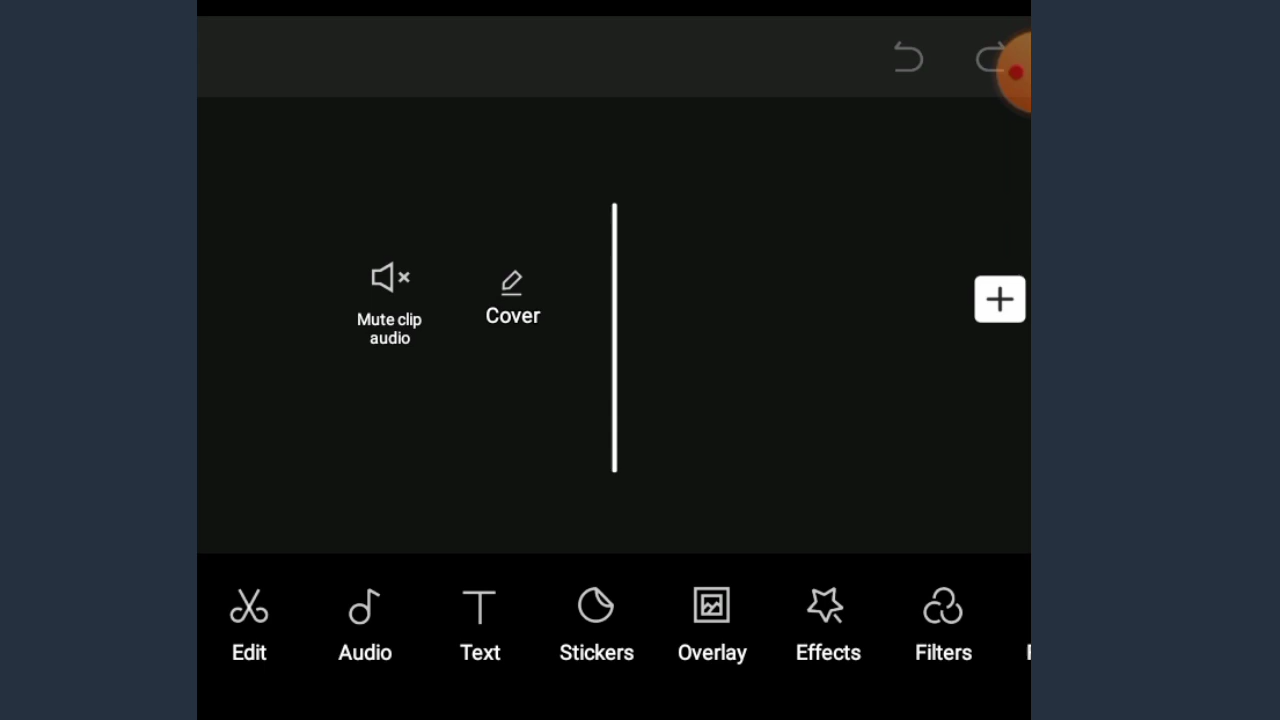 Mute clip
audio
Cover
Edit
Audio
Text
Stickers
Overlay
Effects
Filters